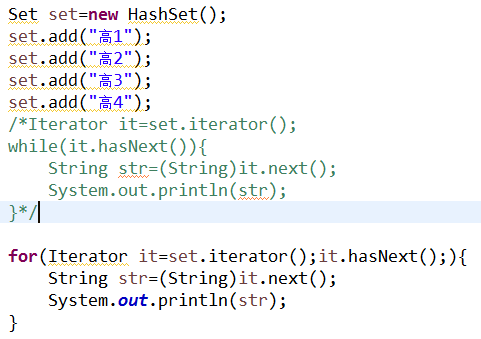 Set set=new HashSet();
set.add("高1");
set.add("高2");
set.add("高3");
set.add("高4");
/*Iterator it=set.iterator();
while(it.hasNext()){
    String str=(String)it.next();
    System.out.println(str);
}*/
for(Iterator it=set.iterator();it.hasNext();){
    String str=(String)it.next();
    System.out.println(str);
}